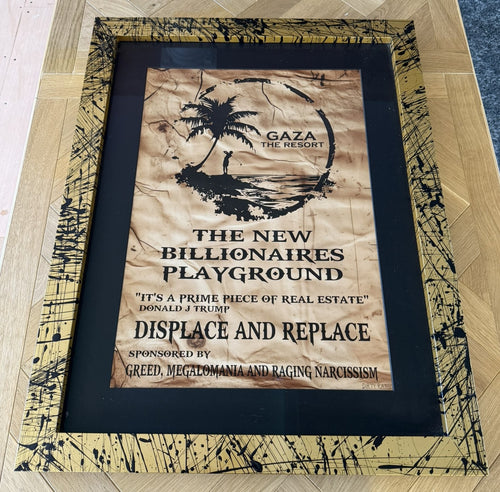 GAZA
THE RESORT
THE NEW
BILLIONAIRES
PLAYGROUND
"IT'S A PRIME PIECE OF REAL ESTATE"
DONALD J TRUMP
DISPLACE AND REPLACE
SPONSORED BY
GREED, MEGALOMANIA AND RAGING NARCISSISM